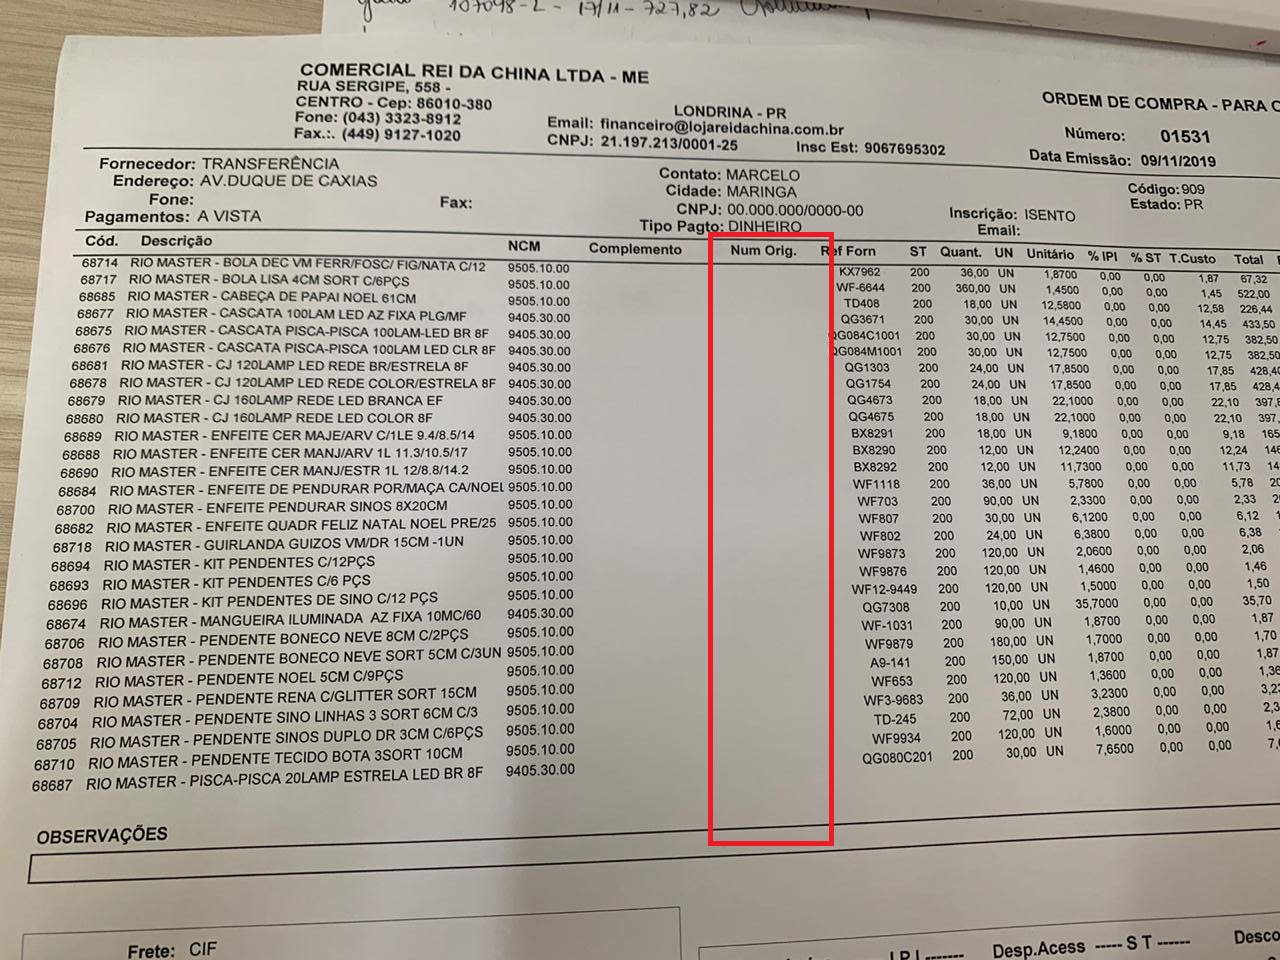 107048-L - 17/11 - 727,82
COMERCIAL REI DA CHINA LTDA - ME
RUA SERGIPE, 558 -
CENTRO - Cep: 86010-380
Fone: (043) 3323-8912
Fax.:. (449) 9127-1020
LONDRINA - PR
Email: financeiro@lojareidachina.com.br
CNPJ: 21.197.213/0001-25 Insc Est: 9067695302
ORDEM DE COMPRA - PARA
Número: 01531
Data Emissão: 09/11/2019
Fornecedor: TRANSFERÊNCIA
Endereço: AV.DUQUE DE CAXIAS
Fone: Fax:
Pagamentos: A VISTA
Contato: MARCELO
Cidade: MARINGA
CNPJ: 00.000.000/0000-00
Tipo Pagto: DINHEIRO
Inscrição: ISENTO
Email:
Código: 909
Estado: PR
Cód. Descrição NCM Complemento Num Orig. Ref Forn ST Quant. UN Unitário % IPI % ST T.Custo Total
68714 RIO MASTER - BOLA DEC VM FERR/FOSC/ FIG/NATA C/12 9505.10.00 KX7962 200 36,00 UN 1,8700 0,00 0,00 1,87 67,32
68717 RIO MASTER - BOLA LISA 4CM SORT C/6PÇS 9505.10.00 WF-6644 200 360,00 UN 1,4500 0,00 0,00 1,45 522,00
68685 RIO MASTER - CABEÇA DE PAPAI NOEL 61CM 9505.10.00 TD408 200 18,00 UN 12,5800 0,00 0,00 12,58 226,44
68677 RIO MASTER - CASCATA 100LAM LED AZ FIXA PLG/MF 9405.30.00 QG3671 200 30,00 UN 14,4500 0,00 0,00 14,45 433,50
68675 RIO MASTER - CASCATA PISCA-PISCA 100LAM-LED BR 8F 9405.30.00 QG084C1001 200 30,00 UN 12,7500 0,00 0,00 12,75 382,50
68676 RIO MASTER - CASCATA PISCA-PISCA 100LAM LED CLR 8F 9405.30.00 QG084M1001 200 30,00 UN 12,7500 0,00 0,00 12,75 382,50
68681 RIO MASTER - CJ 120LAMP LED REDE BR/ESTRELA 8F 9405.30.00 QG1303 200 24,00 UN 17,8500 0,00 0,00 17,85 428,40
68678 RIO MASTER - CJ 120LAMP LED REDE COLOR/ESTRELA 8F 9405.30.00 QG1754 200 24,00 UN 17,8500 0,00 0,00 17,85 428,4
68679 RIO MASTER - CJ 160LAMP REDE LED BRANCA EF 9405.30.00 QG4673 200 18,00 UN 22,1000 0,00 0,00 22,10 397,8
68680 RIO MASTER - CJ 160LAMP REDE LED COLOR 8F 9405.30.00 QG4675 200 18,00 UN 22,1000 0,00 0,00 22,10 397,
68689 RIO MASTER - ENFEITE CER MAJE/ARV C/1LE 9.4/8.5/14 9505.10.00 BX8291 200 18,00 UN 9,1800 0,00 0,00 9,18 165
68688 RIO MASTER - ENFEITE CER MANJ/ARV 1L 11.3/10.5/17 9505.10.00 BX8290 200 12,00 UN 12,2400 0,00 0,00 12,24 146
68690 RIO MASTER - ENFEITE CER MANJ/ESTR 1L 12/8.8/14.2 9505.10.00 BX8292 200 12,00 UN 11,7300 0,00 0,00 11,73 14
68684 RIO MASTER - ENFEITE DE PENDURAR POR/MAÇA CA/NOEL 9505.10.00 WF1118 200 36,00 UN 5,7800 0,00 0,00 5,78 20
68700 RIO MASTER - ENFEITE PENDURAR SINOS 8X20CM 9505.10.00 WF703 200 90,00 UN 2,3300 0,00 0,00 2,33
68682 RIO MASTER - ENFEITE QUADR FELIZ NATAL NOEL PRE/25 9505.10.00 WF807 200 30,00 UN 6,1200 0,00 0,00 6,12
68718 RIO MASTER - GUIRLANDA GUIZOS VM/DR 15CM -1UN 9505.10.00 WF802 200 24,00 UN 6,3800 0,00 0,00 6,38
68694 RIO MASTER - KIT PENDENTES C/12PÇS 9505.10.00 WF9873 200 120,00 UN 2,0600 0,00 0,00 2,06
68693 RIO MASTER - KIT PENDENTES C/6 PÇS 9505.10.00 WF9876 200 120,00 UN 1,4600 0,00 0,00 1,46
68696 RIO MASTER - KIT PENDENTES DE SINO C/12 PÇS 9505.10.00 WF12-9449 200 120,00 UN 1,5000 0,00 0,00 1,50
68674 RIO MASTER - MANGUEIRA ILUMINADA AZ FIXA 10MC/60 9405.30.00 QG7308 200 10,00 UN 35,7000 0,00 0,00 35,70
68706 RIO MASTER - PENDENTE BONECO NEVE 8CM C/2PÇS 9505.10.00 WF-1031 200 90,00 UN 1,8700 0,00 0,00 1,87
68708 RIO MASTER - PENDENTE BONECO NEVE SORT 5CM C/3UN 9505.10.00 WF9879 200 180,00 UN 1,7000 0,00 0,00 1,70
68712 RIO MASTER - PENDENTE NOEL 5CM C/9PÇS 9505.10.00 A9-141 200 150,00 UN 1,8700 0,00 0,00 1,87
68709 RIO MASTER - PENDENTE RENA C/GLITTER SORT 15CM 9505.10.00 WF653 200 120,00 UN 1,3600 0,00 0,00 1,36
68704 RIO MASTER - PENDENTE SINO LINHAS 3 SORT 6CM C/3 9505.10.00 WF3-9683 200 36,00 UN 3,2300 0,00 0,00 3,2
68705 RIO MASTER - PENDENTE SINOS DUPLO DR 3CM C/6PÇS 9505.10.00 TD-245 200 72,00 UN 2,3800 0,00 0,00 2,3
68710 RIO MASTER - PENDENTE TECIDO BOTA 3SORT 10CM 9505.10.00 WF9934 200 120,00 UN 1,6000 0,00 0,00 1,6
68687 RIO MASTER - PISCA-PISCA 20LAMP ESTRELA LED BR 8F 9405.30.00 QG080C201 200 30,00 UN 7,6500 0,00 0,00 7,
OBSERVAÇÕES
Frete: CIF
I P I ------- Desp.Acess ----- S T ------ Desco